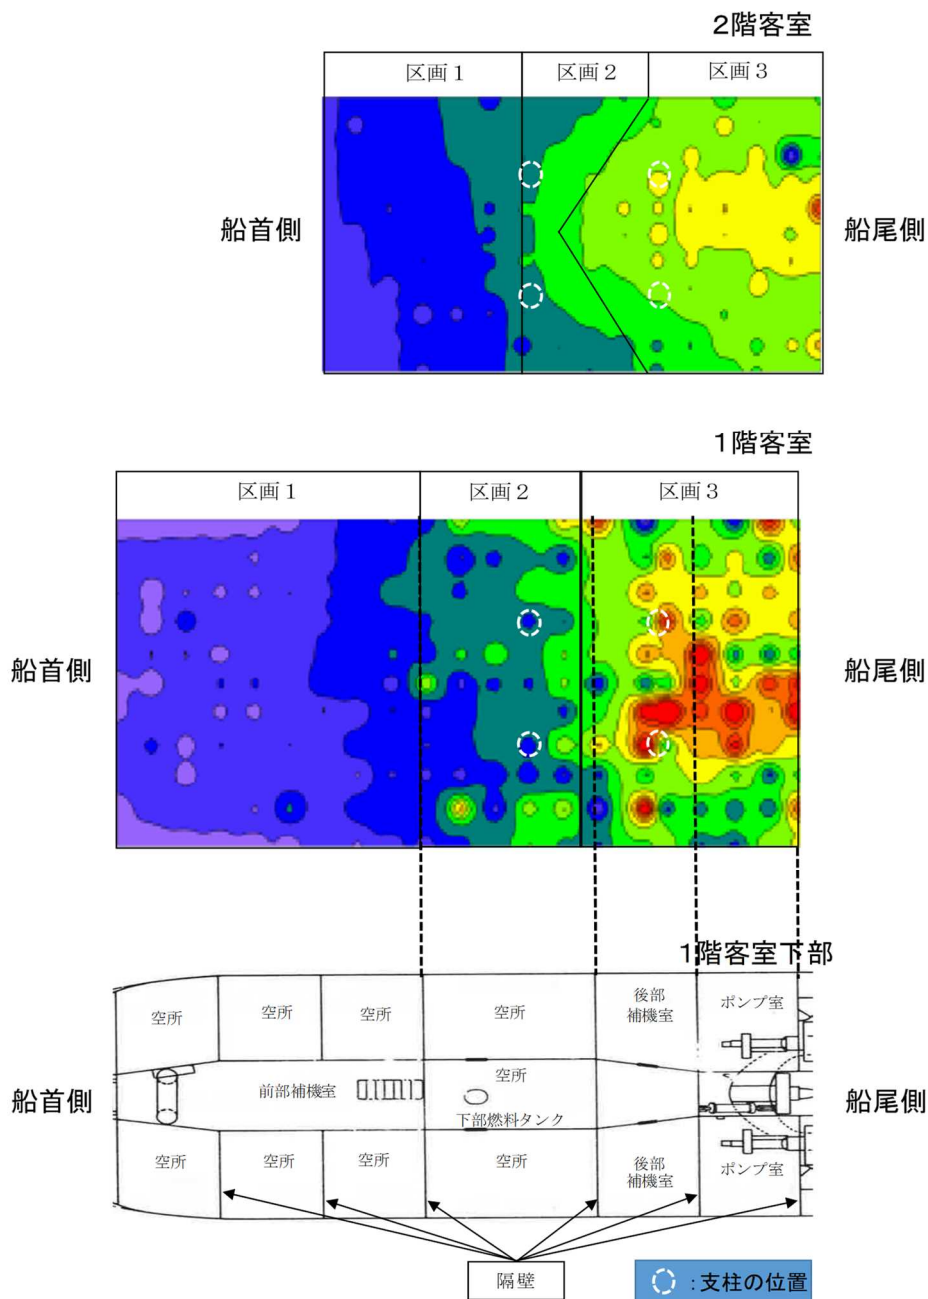 2階客室
区画1
区画2
区画3
船首側
船尾側
1階客室
区画1
区画2
区画3
船首側
船尾側
1階客室下部
空所
空所
空所
空所
後部
補機室
ポンプ室
船首側
前部補機室
空所
下部燃料タンク
船尾側
空所
空所
空所
空所
後部
補機室
ポンプ室
隔壁
:支柱の位置